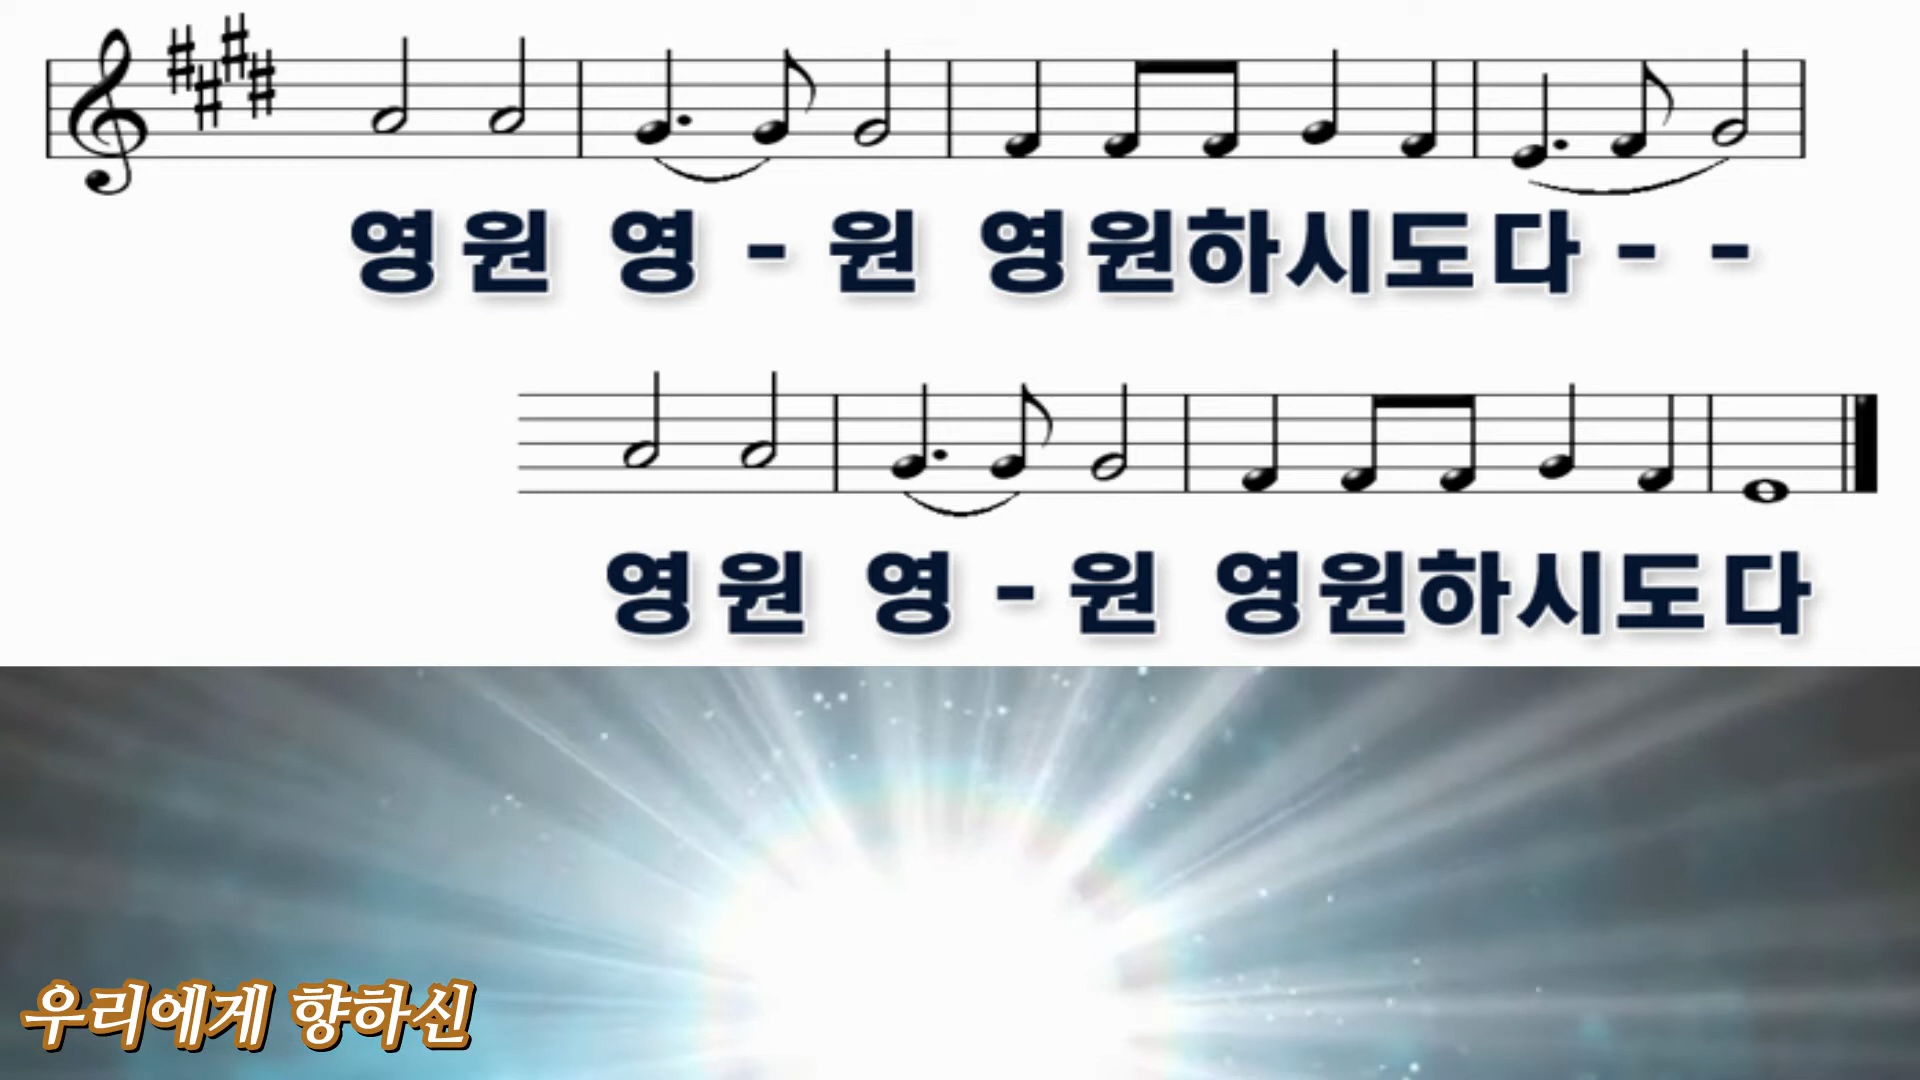 영원 영 - 원 영원하시도다 - -
영원 영 - 원 영원하시도다
우리에게 향하신